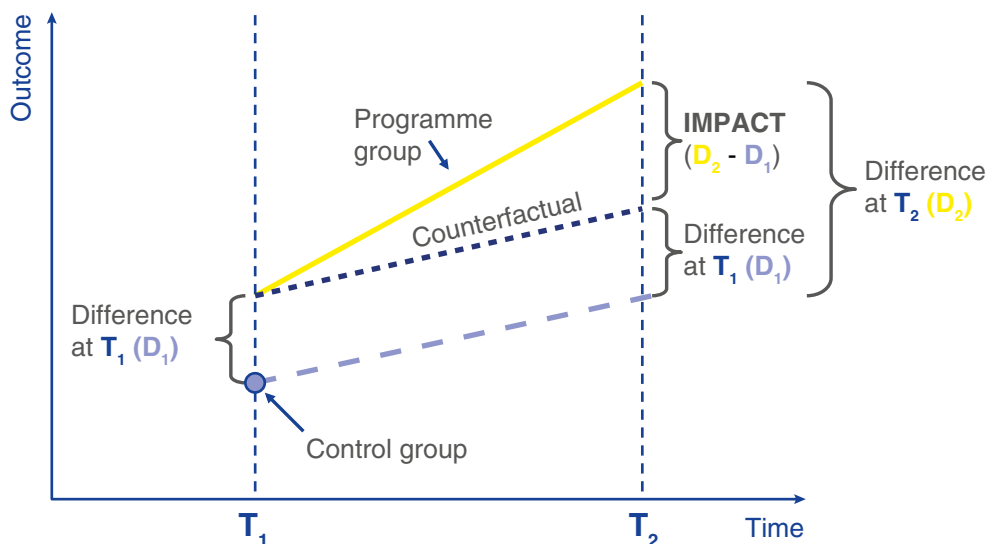 Outcome
Programme
group
IMPACT
(D₂ - D₁)
Difference
at T₂ (D₂)
Counterfactual
Difference
at T₁ (D₁)
Difference
at T₁ (D₁)
Control group
T₁
T₂
Time